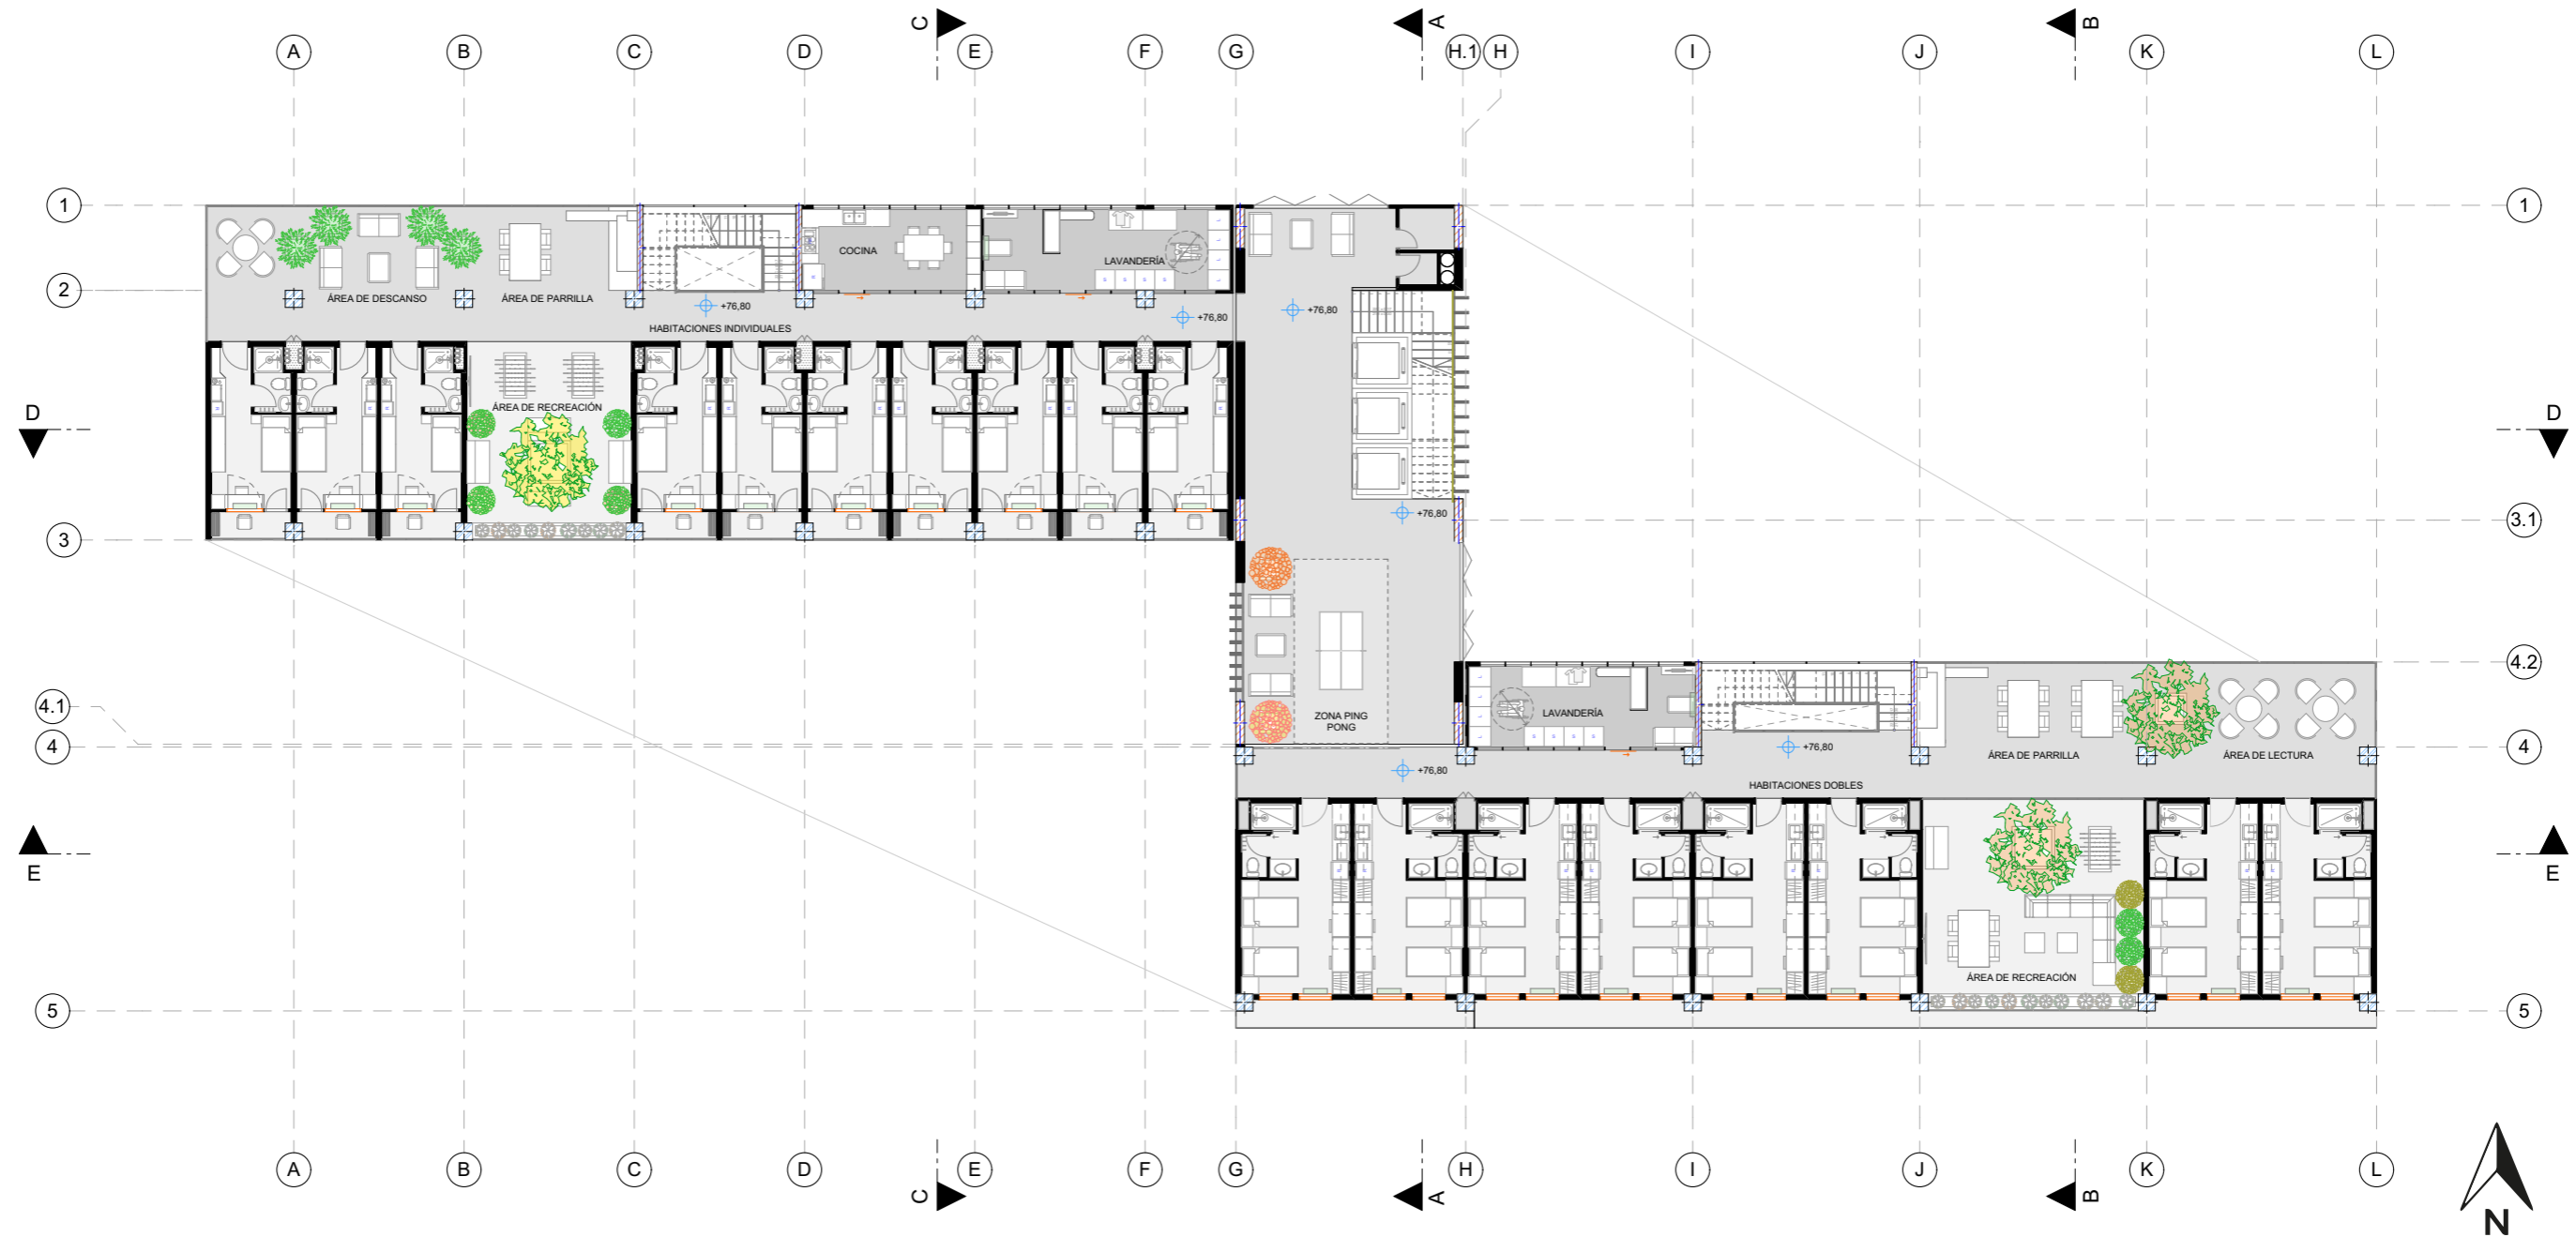 C A B
A B C D E F G H.1 H I J K L
1 1
COCINA
LAVANDERÍA
2
ÁREA DE DESCANSO ÁREA DE PARRILLA
+76,80 +76,80
+76,80
HABITACIONES INDIVIDUALES
ÁREA DE RECREACIÓN
D D
+76,80
3 3.1
4.2
4.1
LAVANDERÍA
ZONA PING
PONG
4 +76,80 4
ÁREA DE PARRILLA ÁREA DE LECTURA
+76,80
HABITACIONES DOBLES
E E
ÁREA DE RECREACIÓN
5 5
A B C D E F G H I J K L
C A B
N